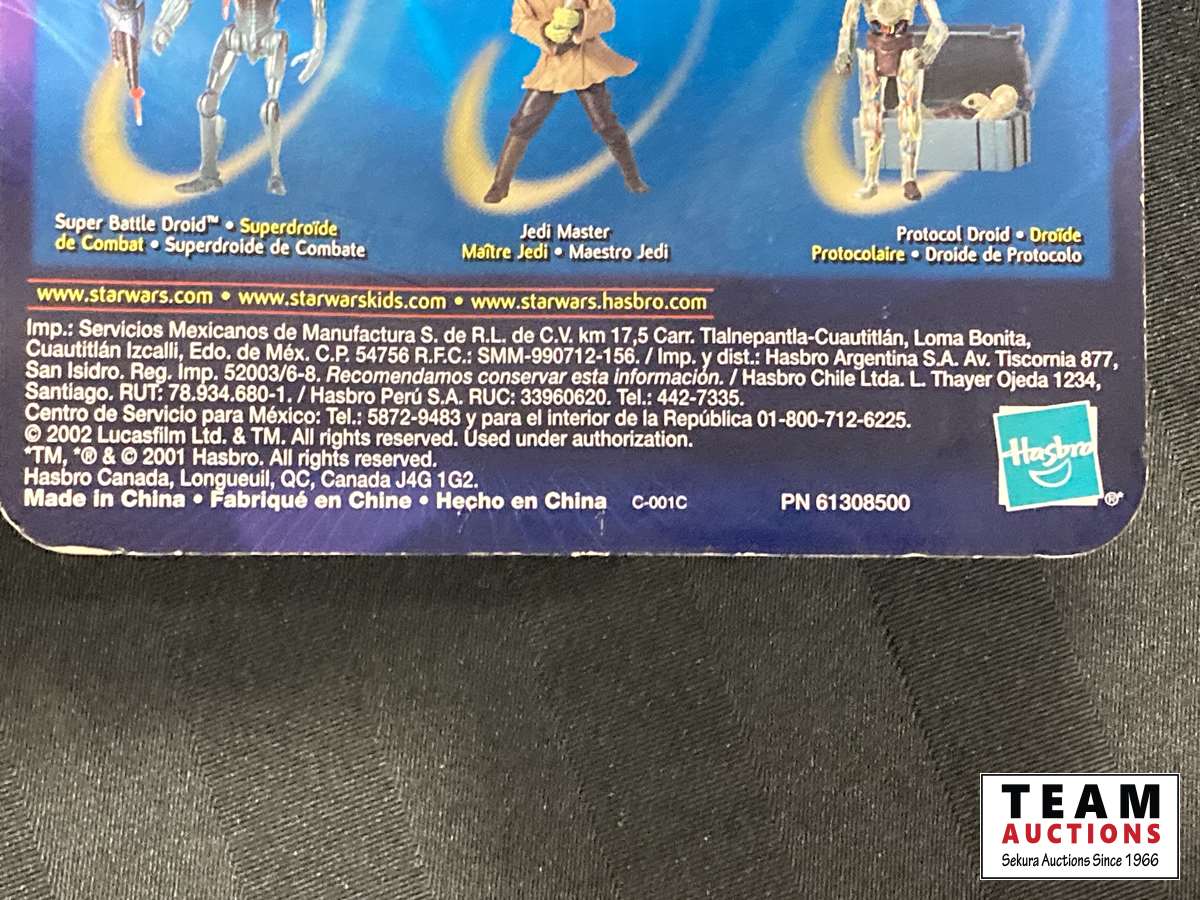 Super Battle Droid™ • Superdroïde
de Combat • Superdroide de Combate
Jedi Master
Maître Jedi • Maestro Jedi
Protocol Droid • Droïde
Protocolaire • Droide de Protocolo
www.starwars.com • www.starwarskids.com • www.starwars.hasbro.com
Imp.: Servicios Mexicanos de Manufactura S. de R.L. de C.V. km 17,5 Carr. Tlalnepantla-Cuautitlán, Loma Bonita,
Cuautitlán Izcalli, Edo. de Méx. C.P. 54756 R.F.C.: SMM-990712-156. / Imp. y dist.: Hasbro Argentina S.A. Av. Tiscornia 877,
San Isidro. Reg. Imp. 52003/6-8. Recomendamos conservar esta información. / Hasbro Chile Ltda. L. Thayer Ojeda 1234,
Santiago. RUT: 78.934.680-1. / Hasbro Perú S.A. RUC: 33960620. Tel.: 442-7335.
Centro de Servicio para México: Tel.: 5872-9483 y para el interior de la República 01-800-712-6225.
© 2002 Lucasfilm Ltd. & TM. All rights reserved. Used under authorization.
*TM, *® & © 2001 Hasbro. All rights reserved.
Hasbro Canada, Longueuil, QC, Canada J4G 1G2.
Made in China • Fabriqué en Chine • Hecho en China C-001C PN 61308500
Hasbro ®*
TEAM
AUCTIONS
Sekura Auctions Since 1966